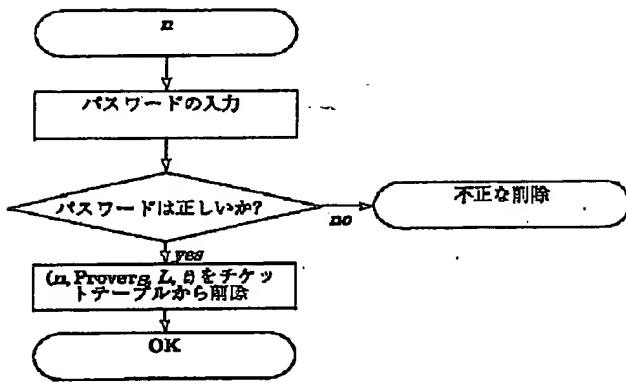 n
パスワードの入力
パスワードは正しいか?
no
不正な削除
yes
(n, Provers, L, t)をチケッ
トテーブルから削除
OK